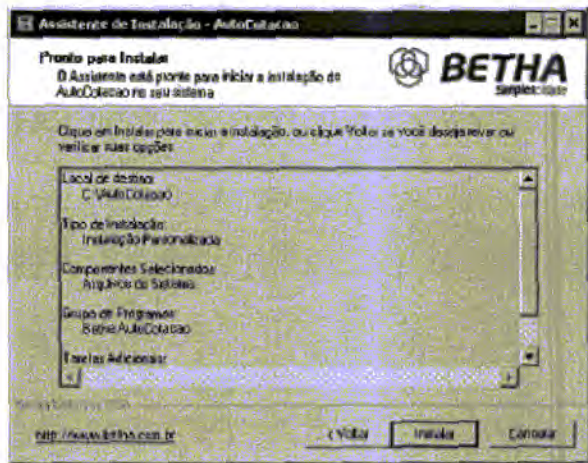 Assistente de Instalação - AutoCotacao
Pronto para Instalar
O Assistente está pronto para iniciar a instalação de
AutoCotacao no seu sistema
BETHA
Clique em Instalar para iniciar a instalação, ou clique Voltar se você deseja rever ou
verificar suas opções
Local de destino:
C:\AutoCotacao
Tipo de Instalação:
Instalação Personalizada
Componentes Selecionados:
Arquivos do Sistema
Grupo de Programas:
Betha AutoCotacao
Tarefas Adicionais:
http://www.betha.com.br
< Voltar
Instalar
Cancelar